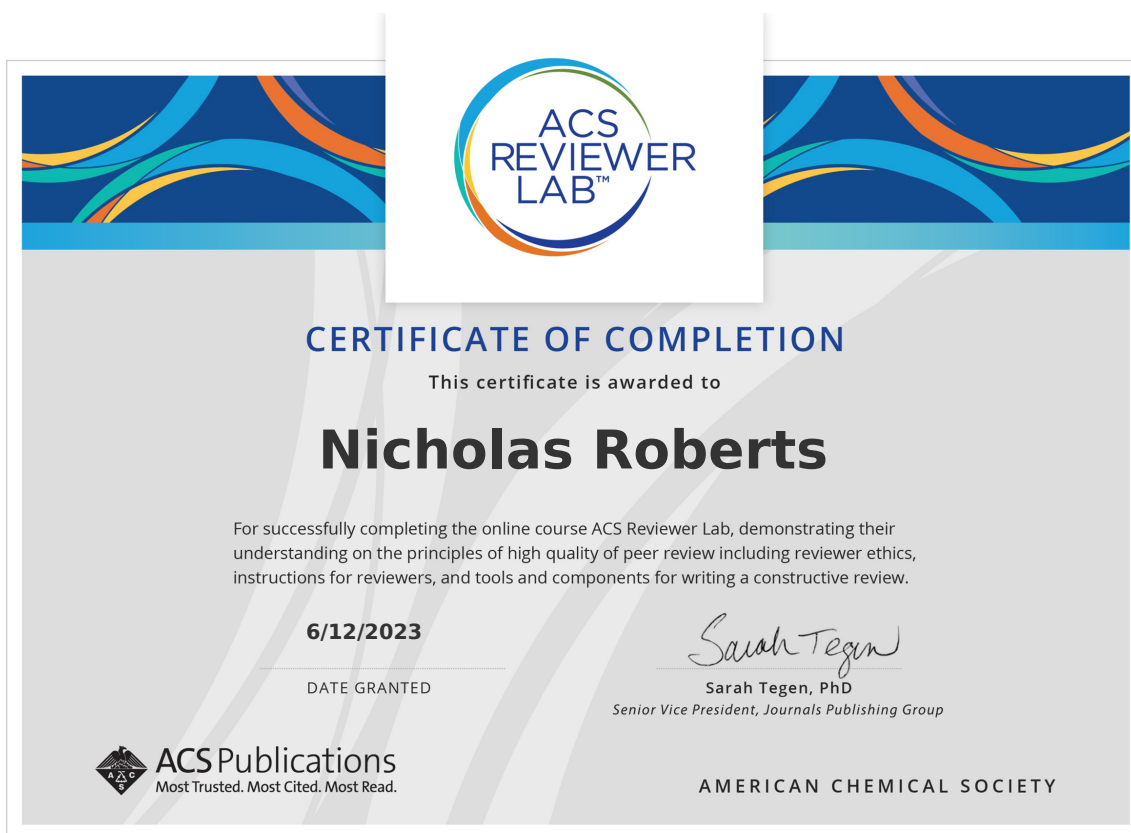 ACS
REVIEWER
LAB™
CERTIFICATE OF COMPLETION
This certificate is awarded to
Nicholas Roberts
For successfully completing the online course ACS Reviewer Lab, demonstrating their
understanding on the principles of high quality of peer review including reviewer ethics,
instructions for reviewers, and tools and components for writing a constructive review.
6/12/2023
DATE GRANTED
Sarah Tegen
Sarah Tegen, PhD
Senior Vice President, Journals Publishing Group
A C S
ACS Publications
Most Trusted. Most Cited. Most Read.
AMERICAN CHEMICAL SOCIETY